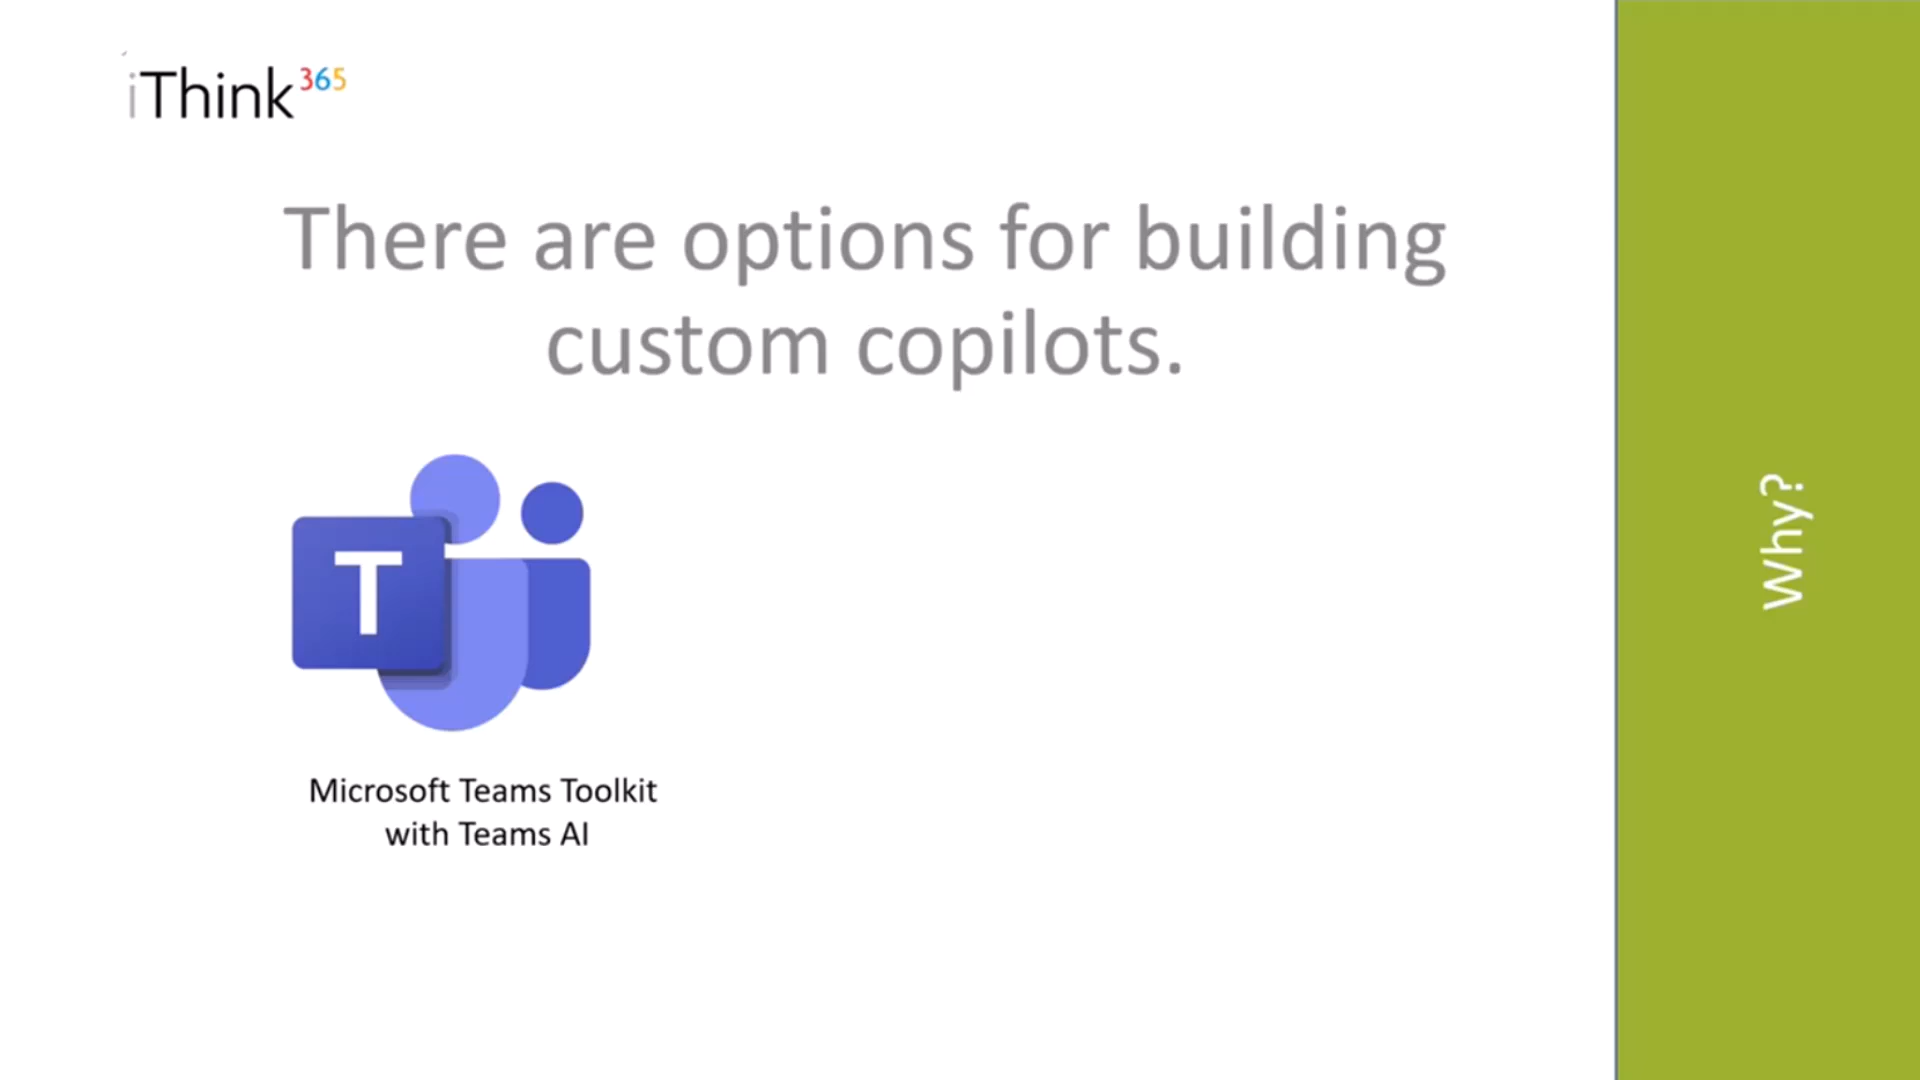 iThink365
There are options for building
custom copilots.
T
Microsoft Teams Toolkit
with Teams AI
Why?